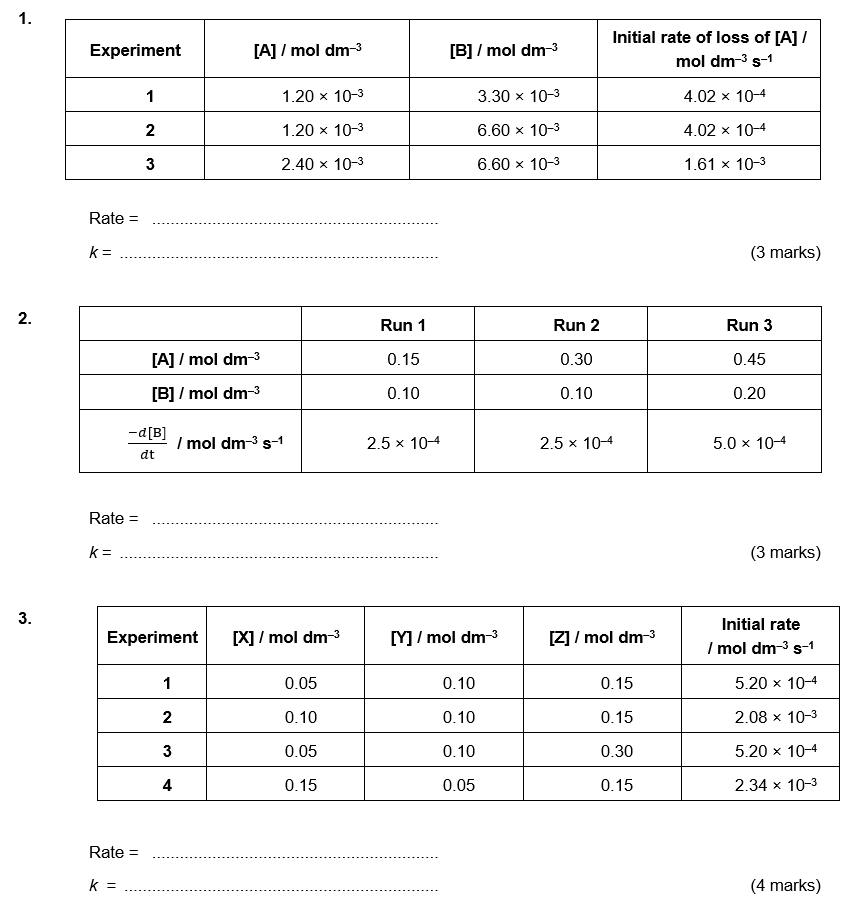 1.
Experiment [A] / mol dm–3 [B] / mol dm–3 Initial rate of loss of [A] / mol dm–3 s–1
1 1.20 × 10–3 3.30 × 10–3 4.02 × 10–4
2 1.20 × 10–3 6.60 × 10–3 4.02 × 10–4
3 2.40 × 10–3 6.60 × 10–3 1.61 × 10–3
Rate = ................................................................
k = ...................................................................... (3 marks)
2.
Run 1 Run 2 Run 3
[A] / mol dm–3 0.15 0.30 0.45
[B] / mol dm–3 0.10 0.10 0.20
–d[B]/dt / mol dm–3 s–1 2.5 × 10–4 2.5 × 10–4 5.0 × 10–4
Rate = ................................................................
k = ...................................................................... (3 marks)
3.
Experiment [X] / mol dm–3 [Y] / mol dm–3 [Z] / mol dm–3 Initial rate / mol dm–3 s–1
1 0.05 0.10 0.15 5.20 × 10–4
2 0.10 0.10 0.15 2.08 × 10–3
3 0.05 0.10 0.30 5.20 × 10–4
4 0.15 0.05 0.15 2.34 × 10–3
Rate = ................................................................
k = ..................................................................... (4 marks)